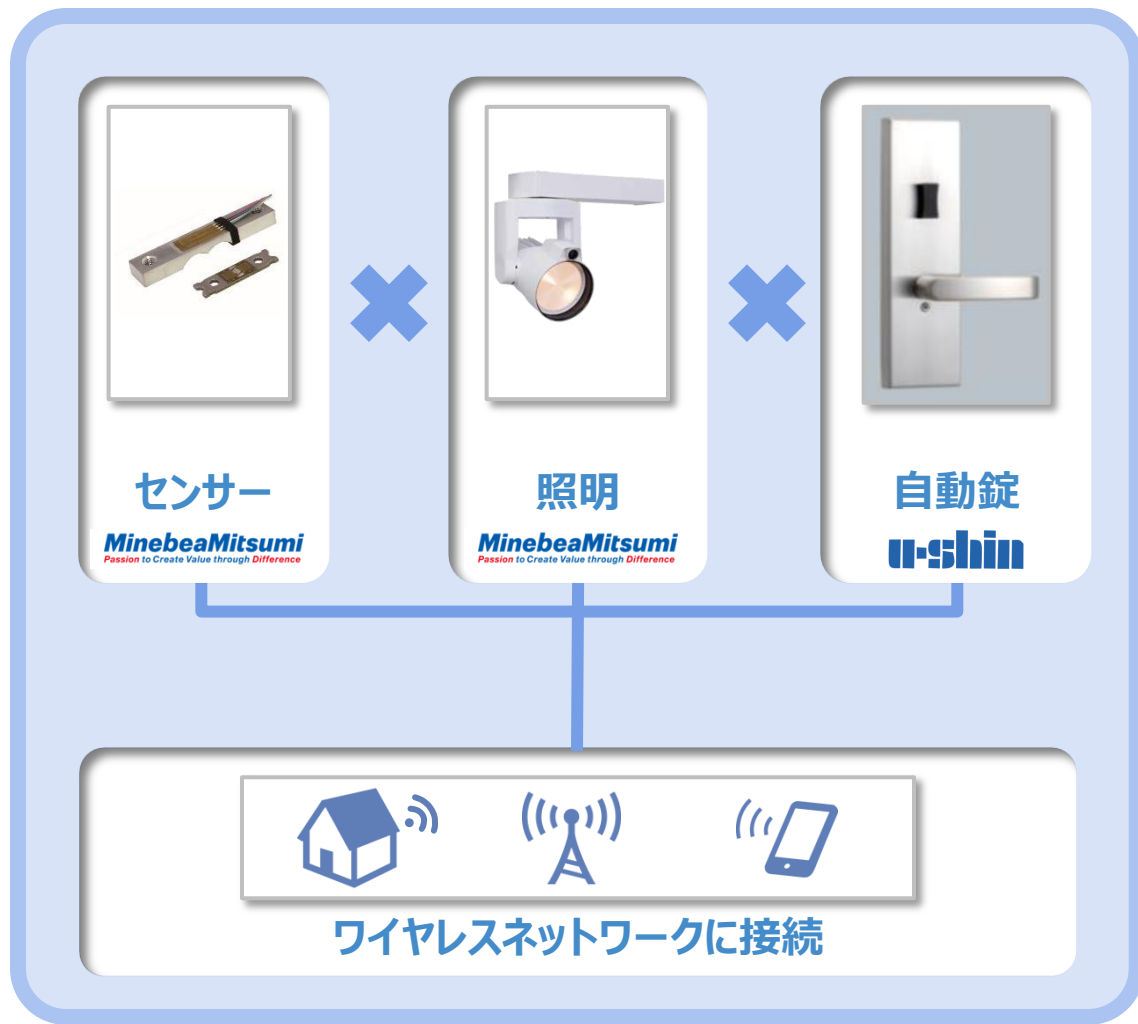 センサー
MinebeaMitsumi
Passion to Create Value through Difference
照明
MinebeaMitsumi
Passion to Create Value through Difference
自動錠
u-shin
ワイヤレスネットワークに接続